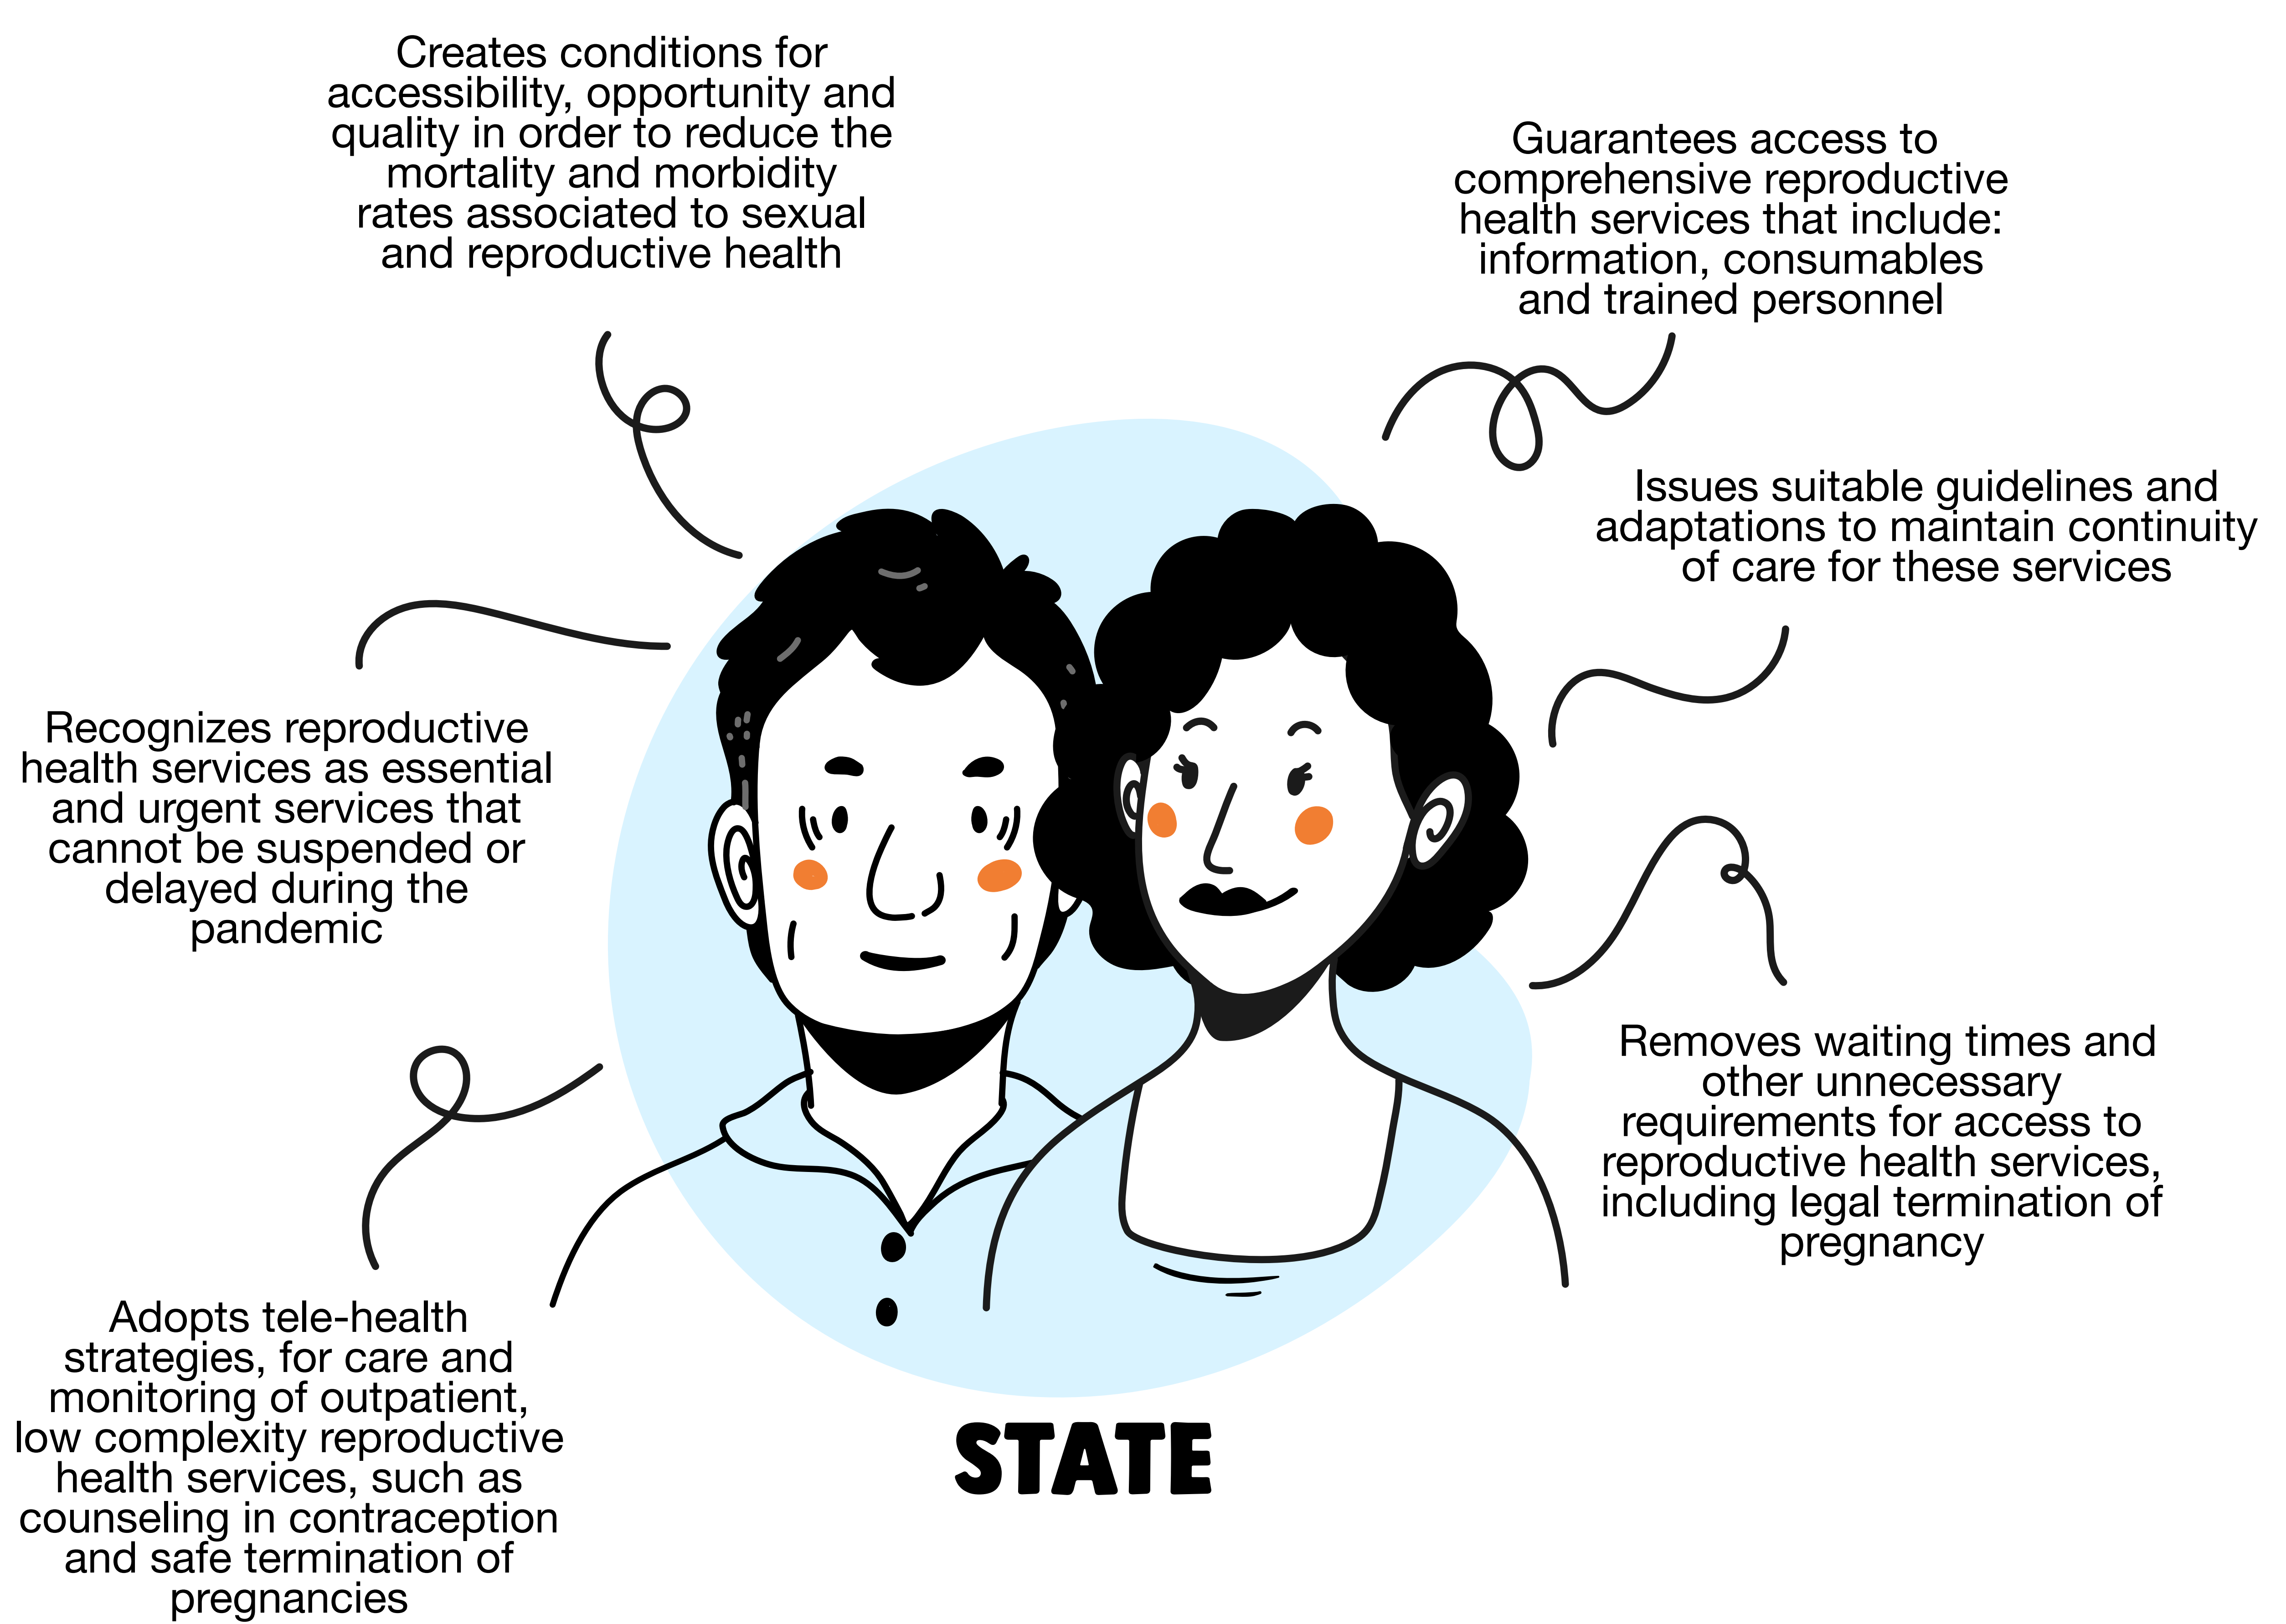 Creates conditions for
accessibility, opportunity and
quality in order to reduce the
mortality and morbidity
rates associated to sexual
and reproductive health
Guarantees access to
comprehensive reproductive
health services that include:
information, consumables
and trained personnel
Issues suitable guidelines and
adaptations to maintain continuity
of care for these services
Recognizes reproductive
health services as essential
and urgent services that
cannot be suspended or
delayed during the
pandemic
Removes waiting times and
other unnecessary
requirements for access to
reproductive health services,
including legal termination of
pregnancy
Adopts tele-health
strategies, for care and
monitoring of outpatient,
low complexity reproductive
health services, such as
counseling in contraception
and safe termination of
pregnancies
STATE